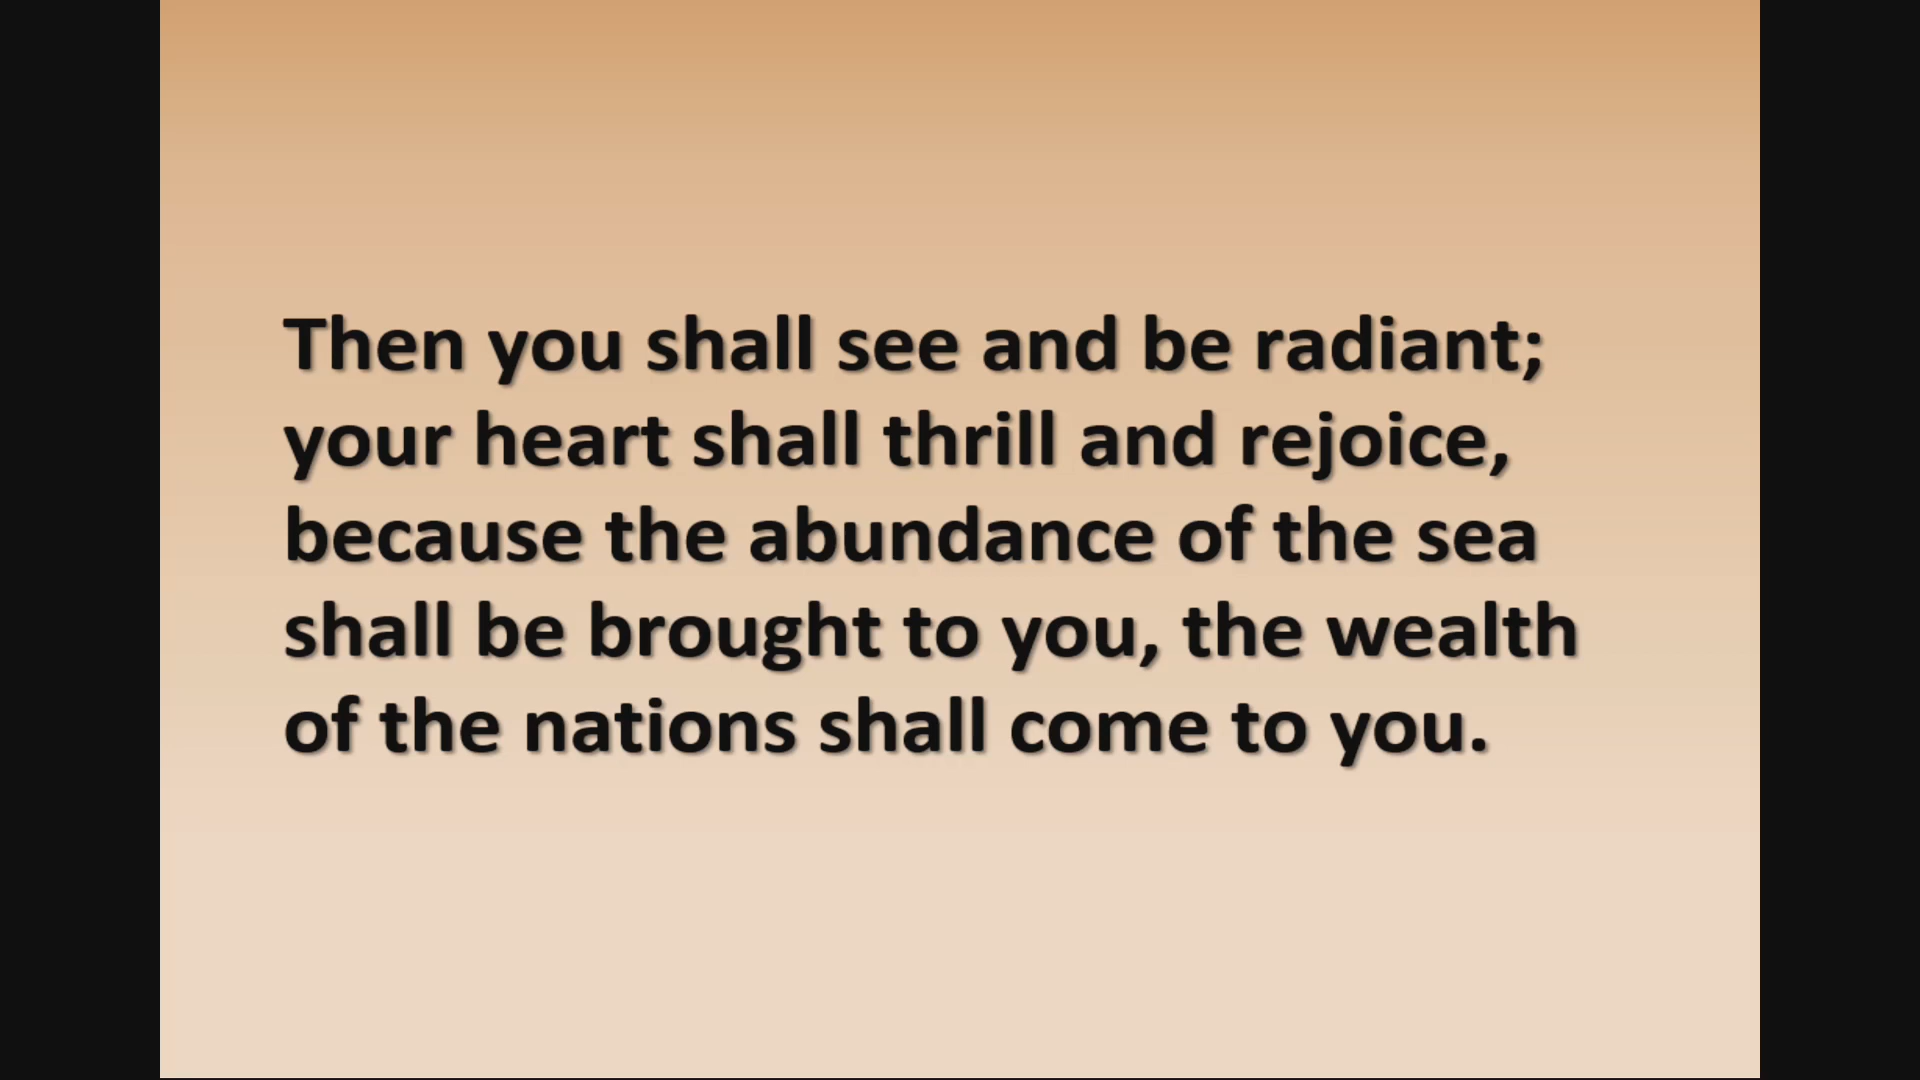 Then you shall see and be radiant;
your heart shall thrill and rejoice,
because the abundance of the sea
shall be brought to you, the wealth
of the nations shall come to you.